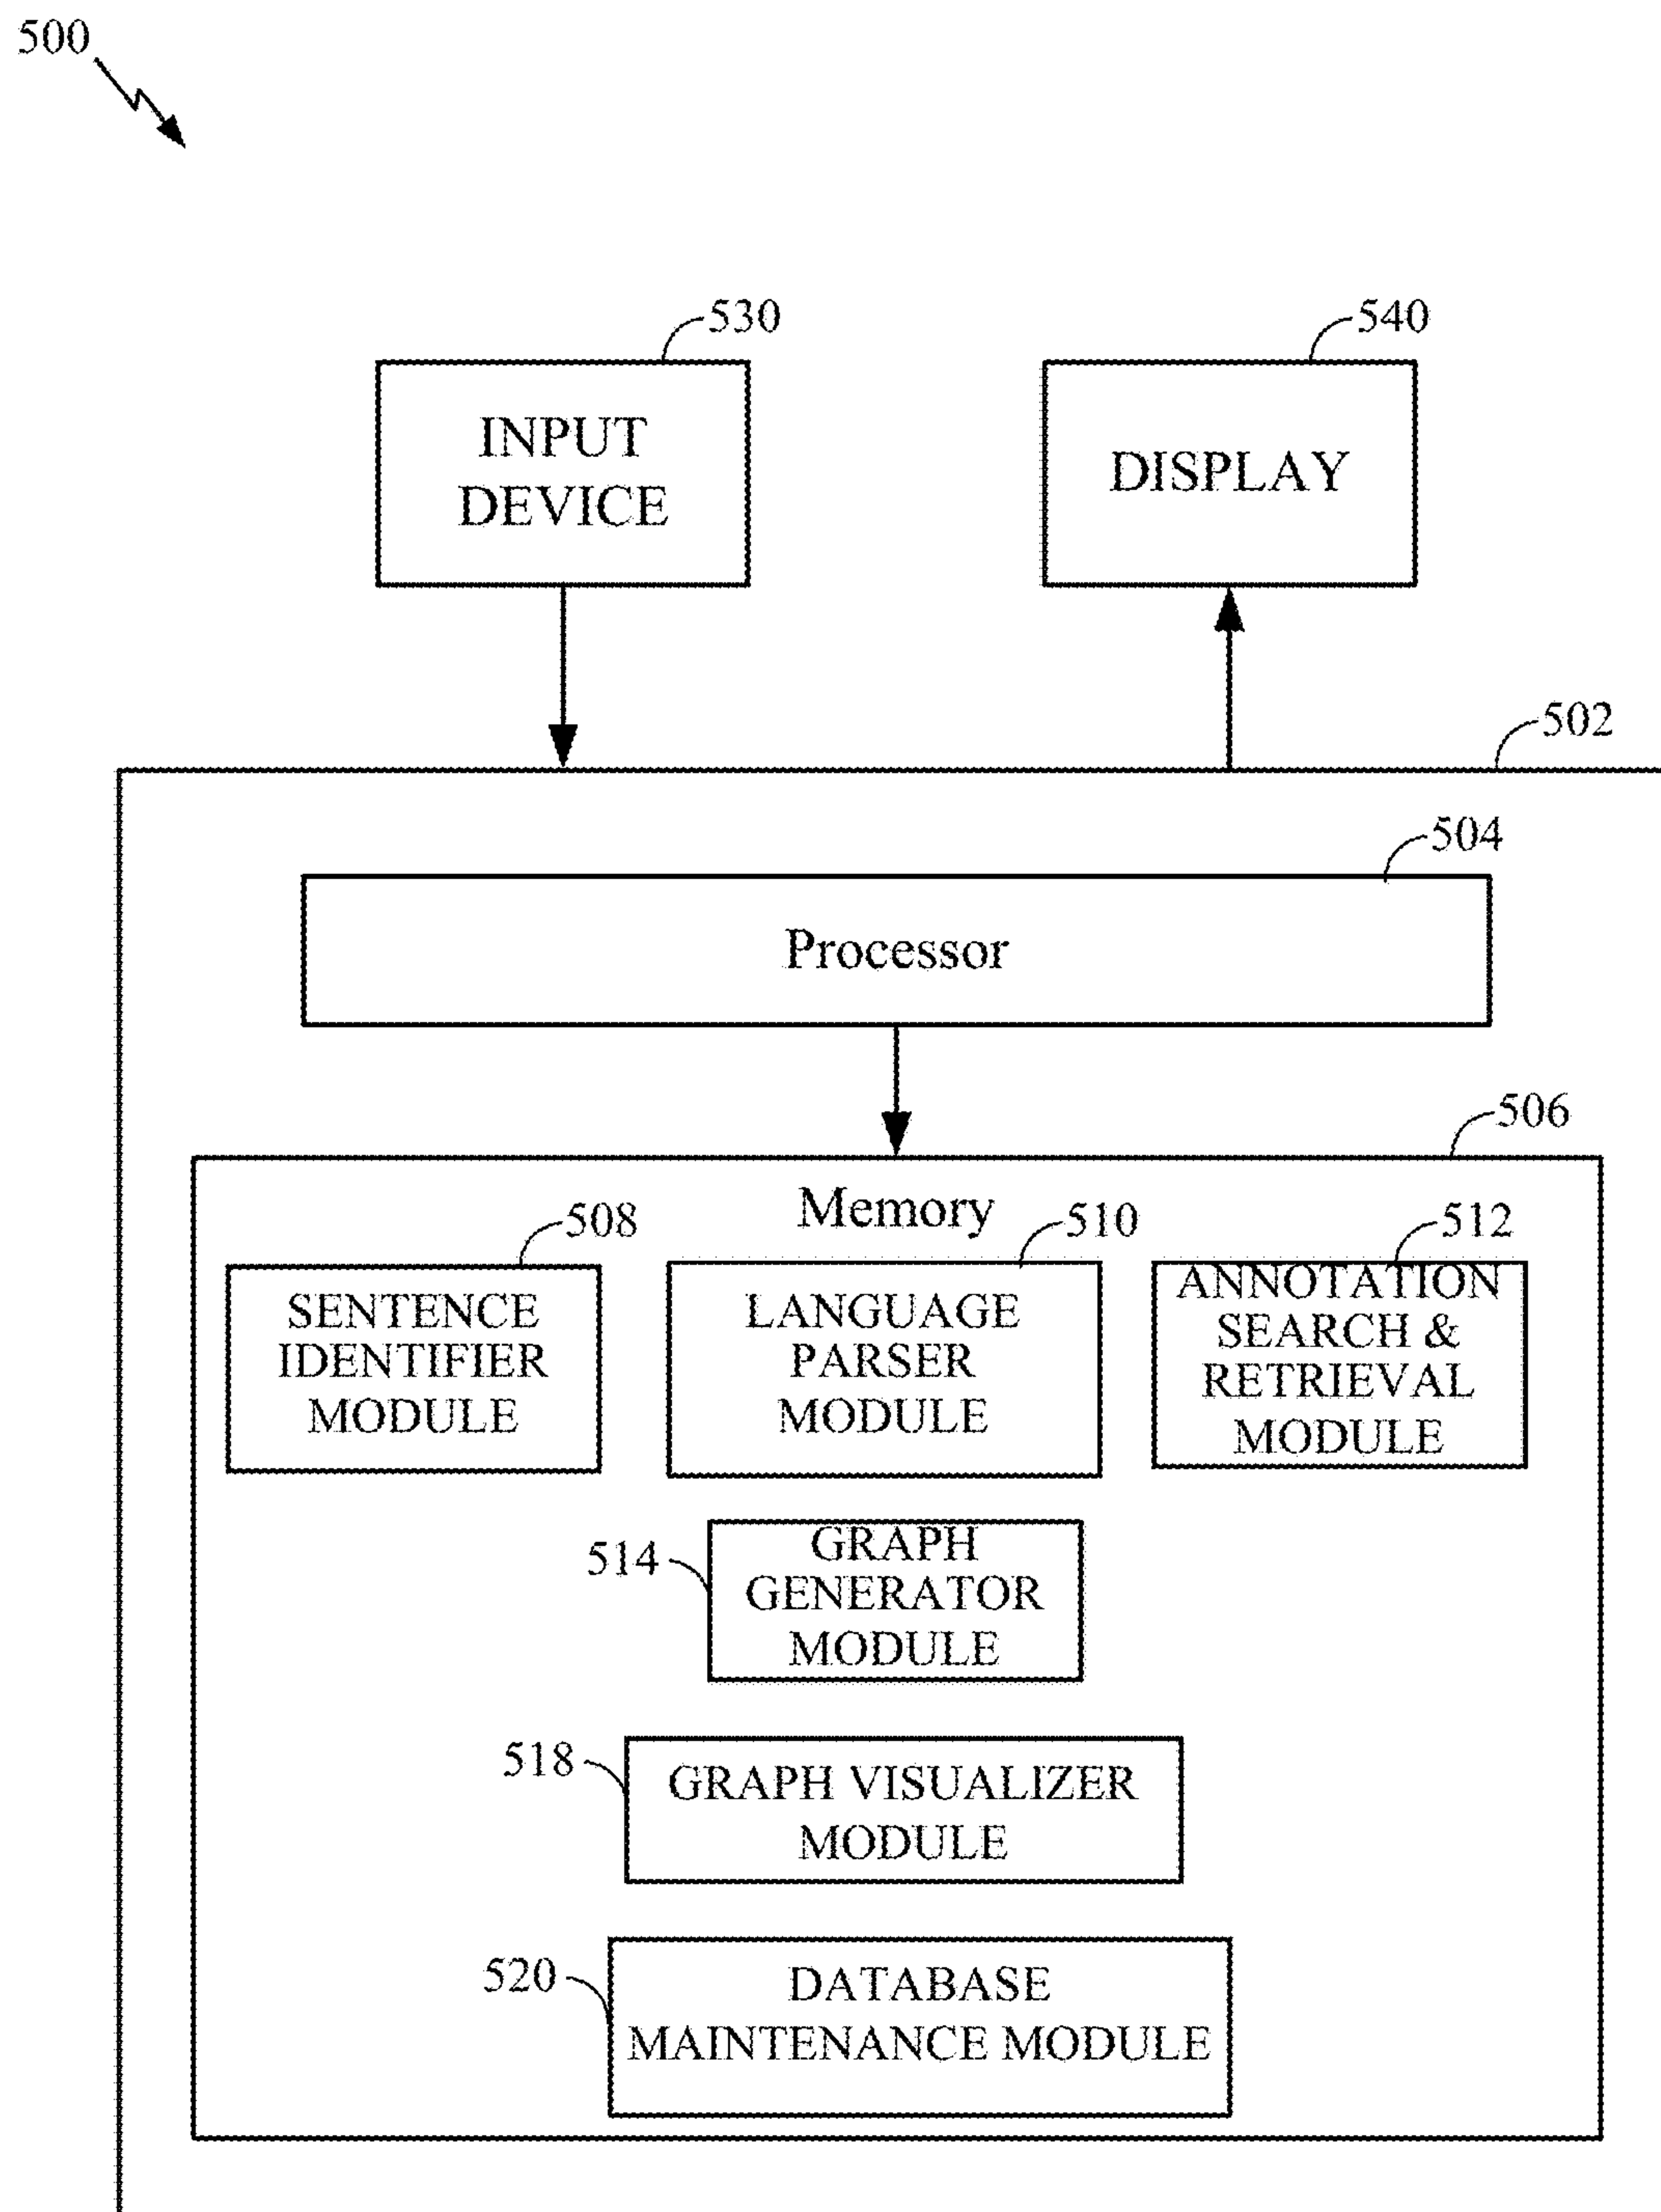 500
530
540
INPUT
DEVICE
DISPLAY
502
504
Processor
506
Memory
508
510
512
SENTENCE
IDENTIFIER
MODULE
LANGUAGE
PARSER
MODULE
ANNOTATION
SEARCH &
RETRIEVAL
MODULE
514
GRAPH
GENERATOR
MODULE
518
GRAPH VISUALIZER
MODULE
520
DATABASE
MAINTENANCE MODULE